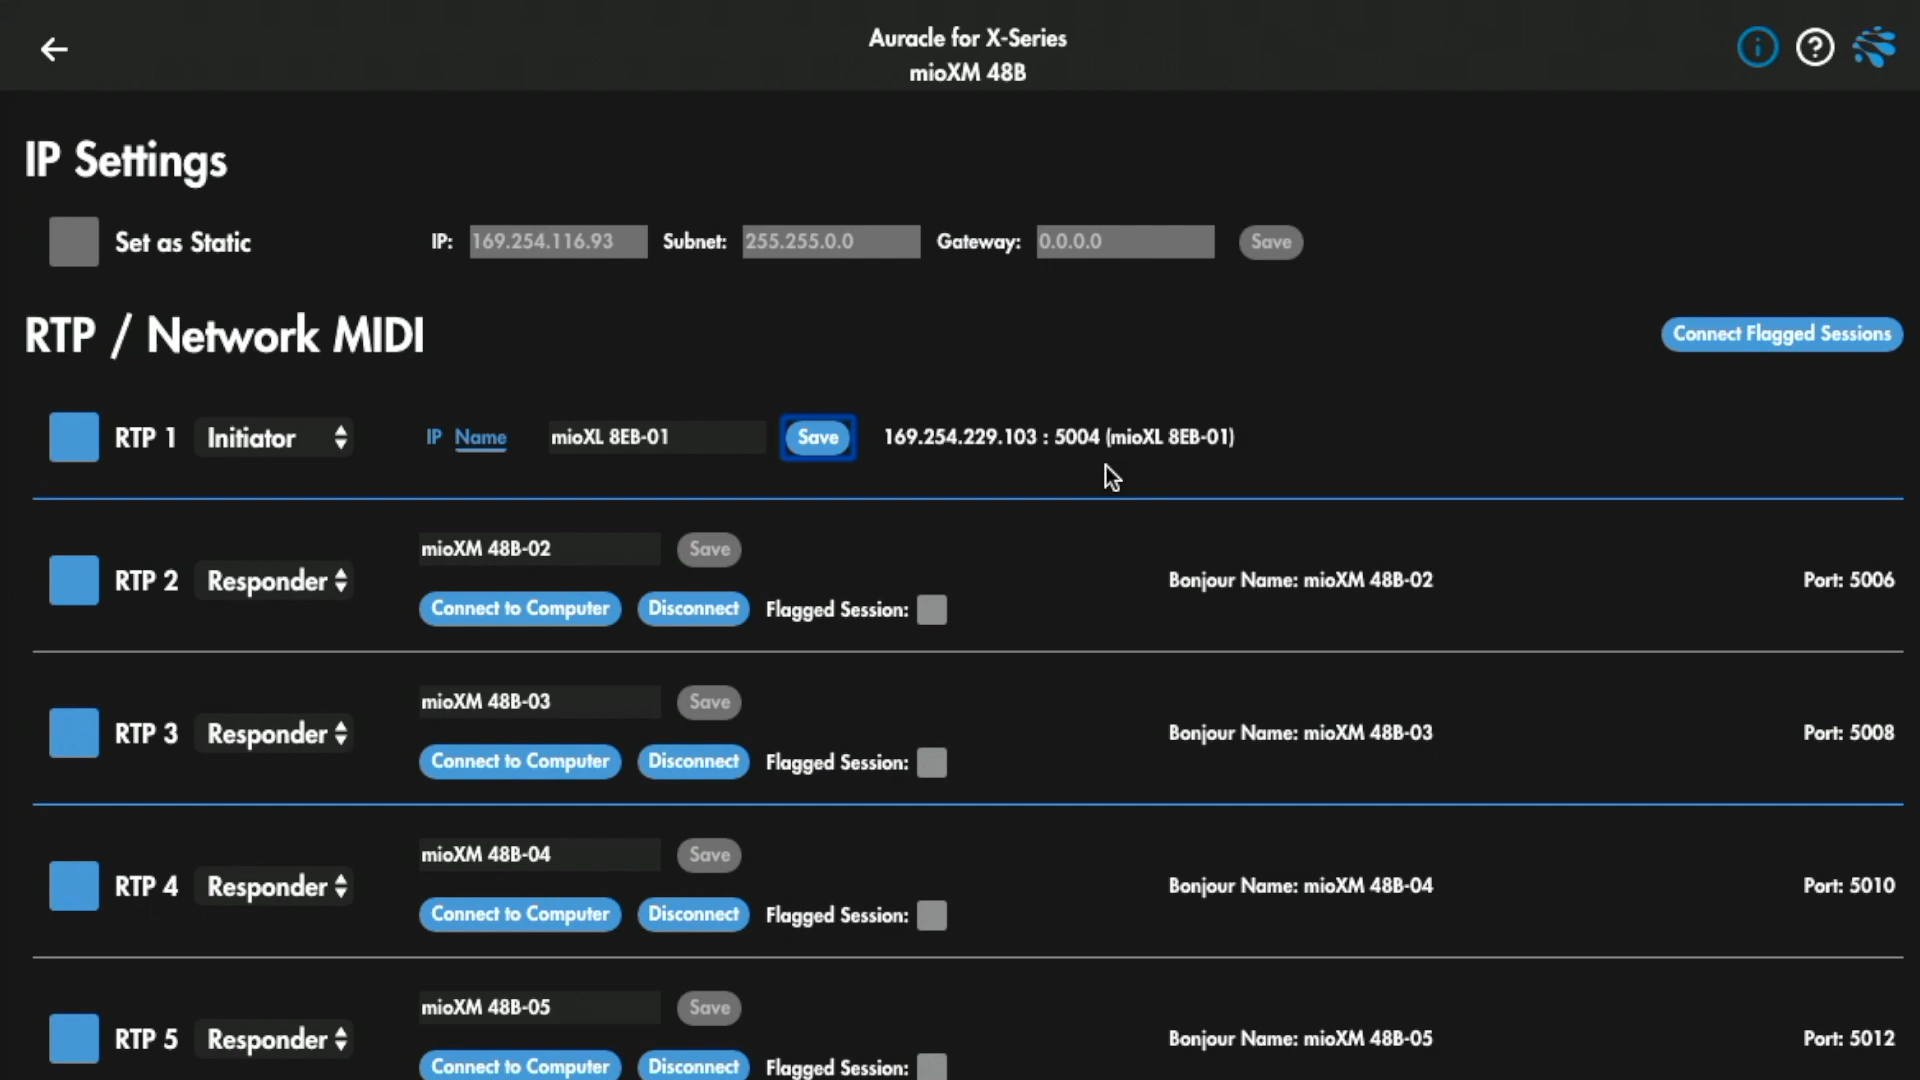 Auracle for X-Series
mioXM 48B
IP Settings
Set as Static IP: 169.254.116.93 Subnet: 255.255.0.0 Gateway: 0.0.0.0 Save
RTP / Network MIDI Connect Flagged Sessions
RTP 1 Initiator IP Name mioXL 8EB-01 Save 169.254.229.103 : 5004 (mioXL 8EB-01)
mioXM 48B-02 Save
RTP 2 Responder Bonjour Name: mioXM 48B-02 Port: 5006
Connect to Computer Disconnect Flagged Session:
mioXM 48B-03 Save
RTP 3 Responder Bonjour Name: mioXM 48B-03 Port: 5008
Connect to Computer Disconnect Flagged Session:
mioXM 48B-04 Save
RTP 4 Responder Bonjour Name: mioXM 48B-04 Port: 5010
Connect to Computer Disconnect Flagged Session:
mioXM 48B-05 Save
RTP 5 Responder Bonjour Name: mioXM 48B-05 Port: 5012
Connect to Computer Disconnect Flagged Session: